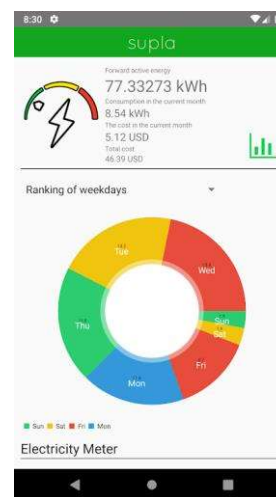 8:30
supla
Forward active energy
77.33273 kWh
Consumption in the current month
8.54 kWh
The cost in the current month
5.12 USD
Total cost
46.39 USD
Ranking of weekdays
Tue
Wed
Thu
Sun
Sat
Fri
Mon
Sun Sat Fri Mon
Electricity Meter